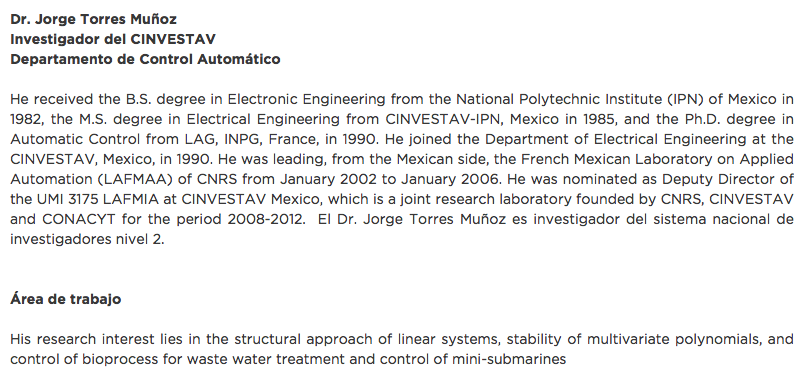 Dr. Jorge Torres Muñoz
Investigador del CINVESTAV
Departamento de Control Automático
He received the B.S. degree in Electronic Engineering from the National Polytechnic Institute (IPN) of Mexico in
1982, the M.S. degree in Electrical Engineering from CINVESTAV-IPN, Mexico in 1985, and the Ph.D. degree in
Automatic Control from LAG, INPG, France, in 1990. He joined the Department of Electrical Engineering at the
CINVESTAV, Mexico, in 1990. He was leading, from the Mexican side, the French Mexican Laboratory on Applied
Automation (LAFMAA) of CNRS from January 2002 to January 2006. He was nominated as Deputy Director of
the UMI 3175 LAFMIA at CINVESTAV Mexico, which is a joint research laboratory founded by CNRS, CINVESTAV
and CONACYT for the period 2008-2012. El Dr. Jorge Torres Muñoz es investigador del sistema nacional de
investigadores nivel 2.
Área de trabajo
His research interest lies in the structural approach of linear systems, stability of multivariate polynomials, and
control of bioprocess for waste water treatment and control of mini-submarines